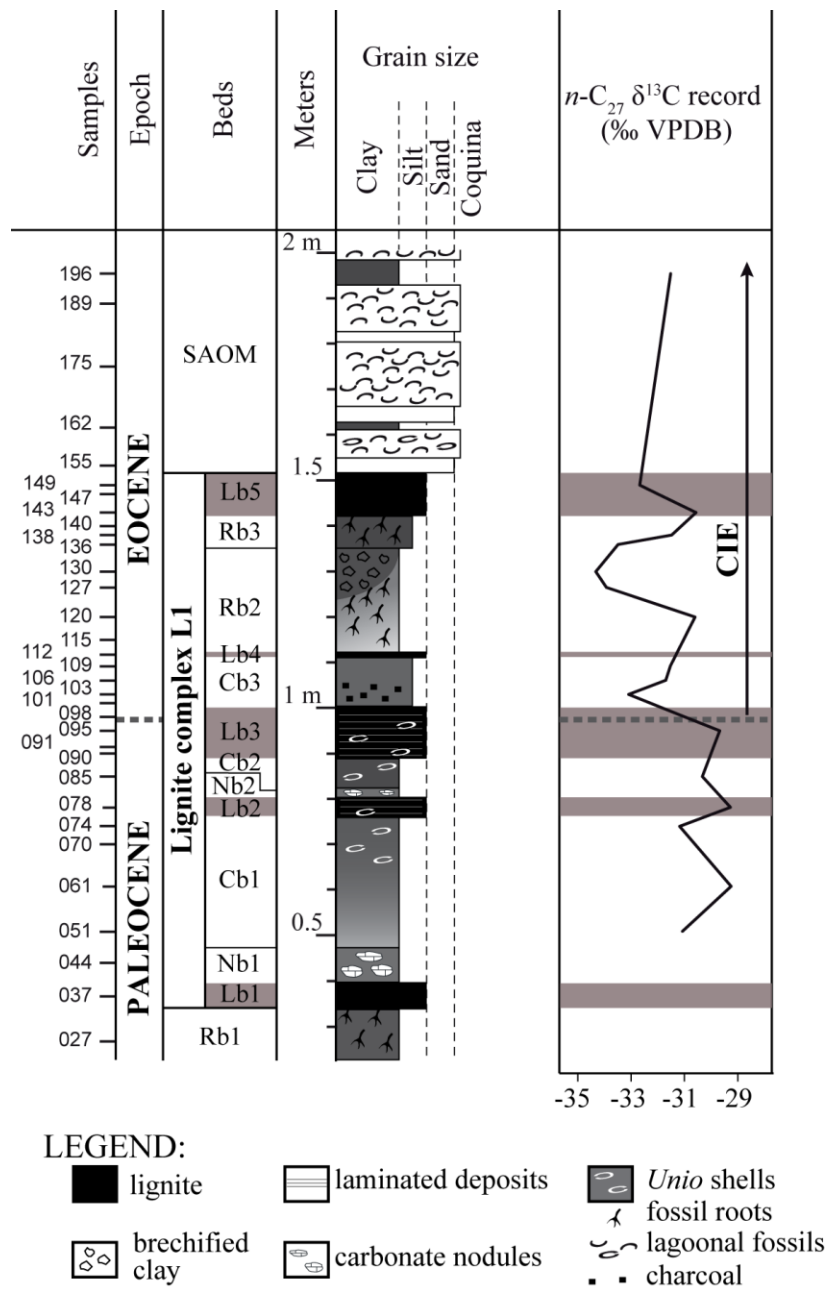 Samples
Epoch
Beds
Meters
Grain size
Clay
Silt
Sand
Coquina
n-C27 δ13C record
(‰ VPDB)
2 m
196
189
SAOM
175
162
155
1.5
149
147
Lb5
143
140
Rb3
138
136
130
127
Rb2
120
115
112
Lb4
109
106
Cb3
103
101
1 m
098
095
Lb3
091
090
Cb2
085
Nb2
078
Lb2
074
070
061
Cb1
051
0.5
044
Nb1
037
Lb1
027
Rb1
EOCENE
PALEOCENE
Lignite complex L1
CIE
-35 -33 -31 -29
LEGEND:
lignite
laminated deposits
Unio shells
fossil roots
brechified
clay
carbonate nodules
lagoonal fossils
charcoal